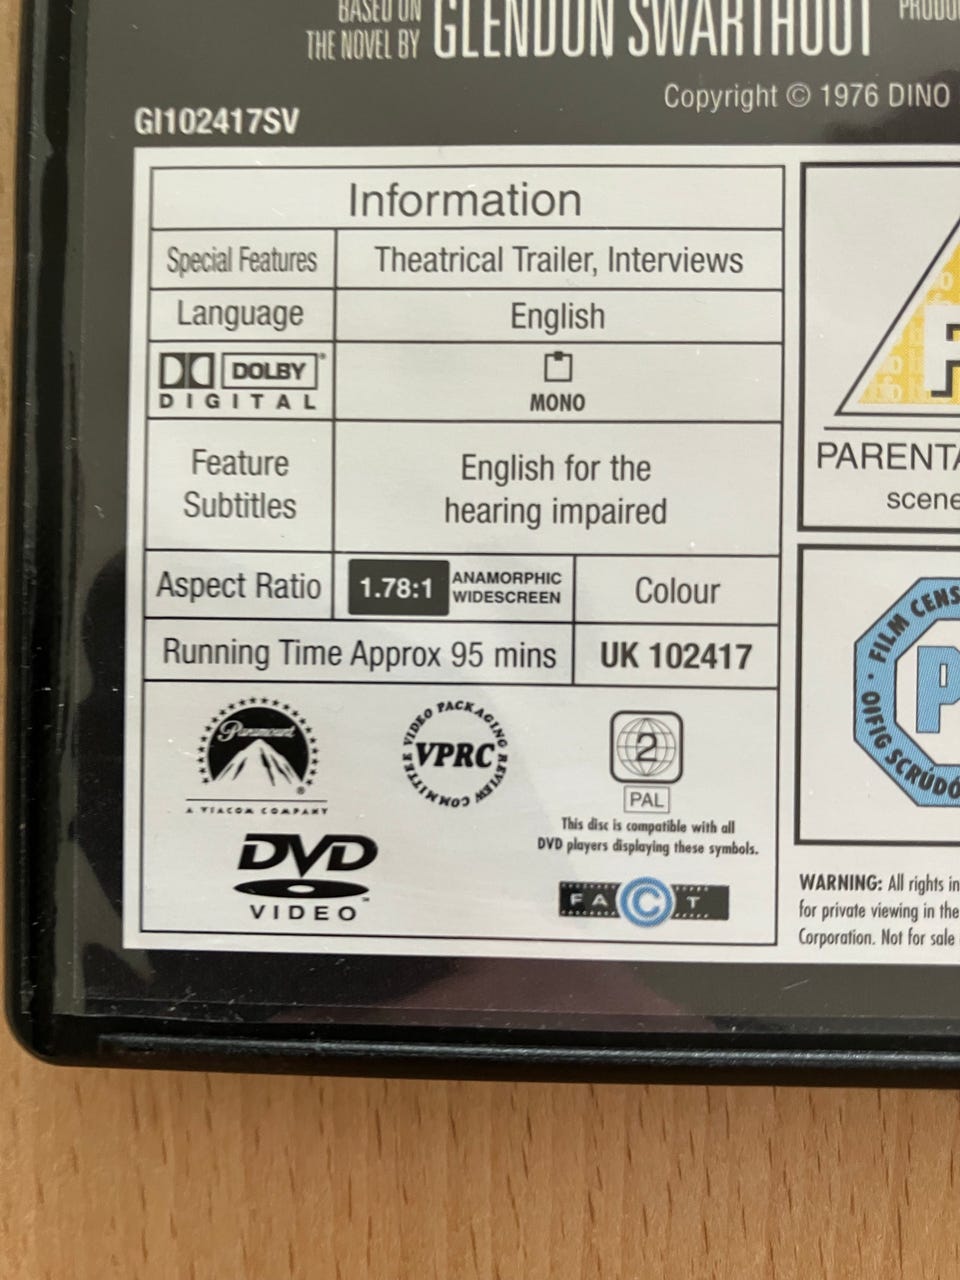 BASED ON
THE NOVEL BY GLENDON SWARTHOUT
Copyright © 1976 DINO
GI102417SV
Information
Special Features Theatrical Trailer, Interviews
Language English
DOLBY®
DIGITAL
MONO
Feature
Subtitles
English for the
hearing impaired
Aspect Ratio 1.78:1 ANAMORPHIC
WIDESCREEN
Colour
Running Time Approx 95 mins UK 102417
Paramount®
A VIACOM COMPANY
VIDEO PACKAGING REVIEW COMMITTEE
VPRC
2
PAL
This disc is compatible with all
DVD players displaying these symbols.
DVD
VIDEO™
FA©T
P
PARENTA
scene
FILM CENS
OIFIG SCRÚDÓ
P
WARNING: All rights in
for private viewing in the
Corporation. Not for sale